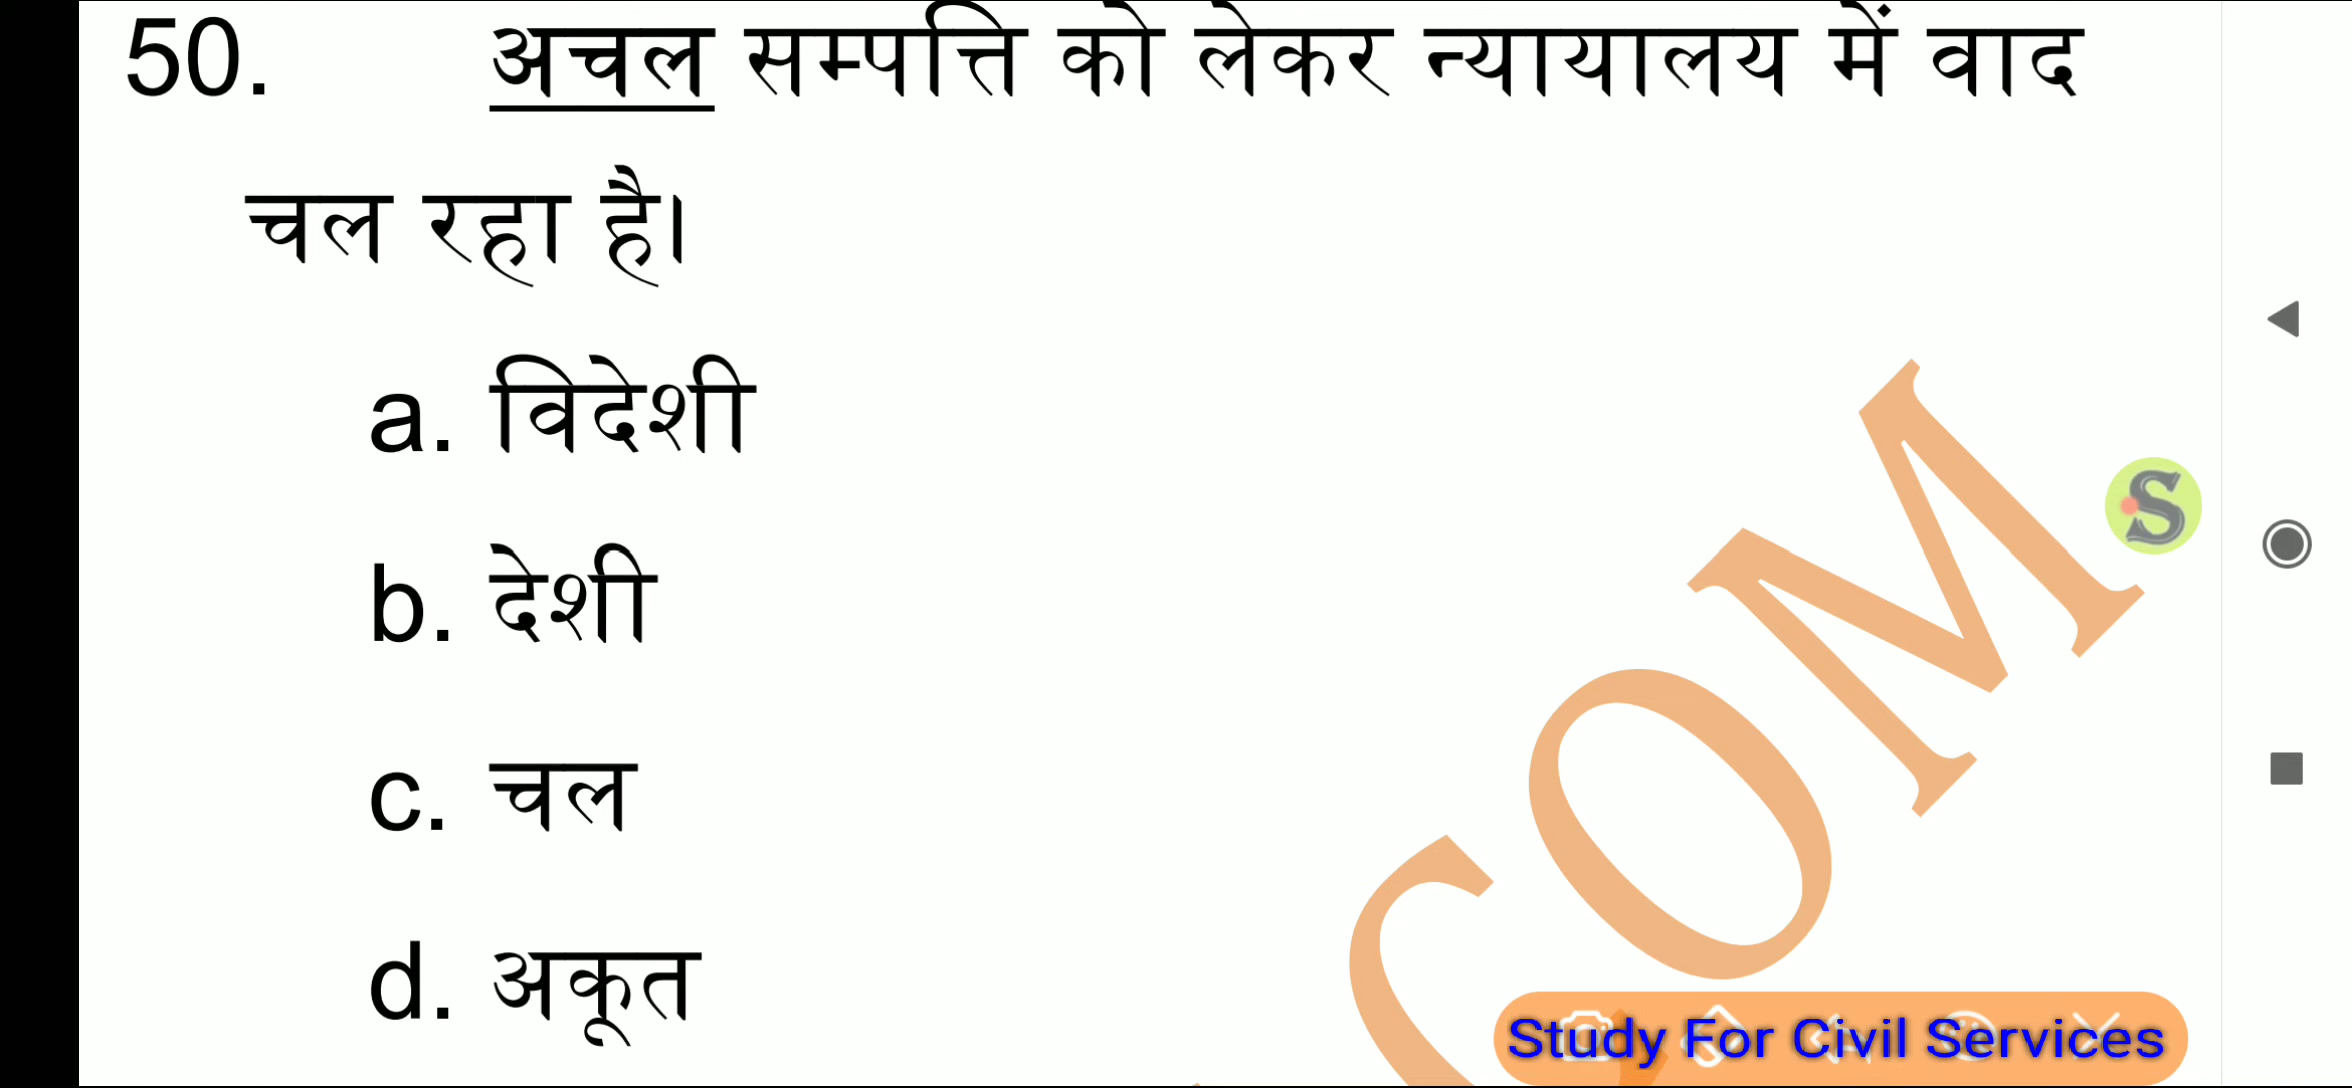 50. अचल सम्पत्ति को लेकर न्यायालय में वाद
चल रहा है।
a. विदेशी
b. देशी
c. चल
d. अकूत
COM
S
Study For Civil Services